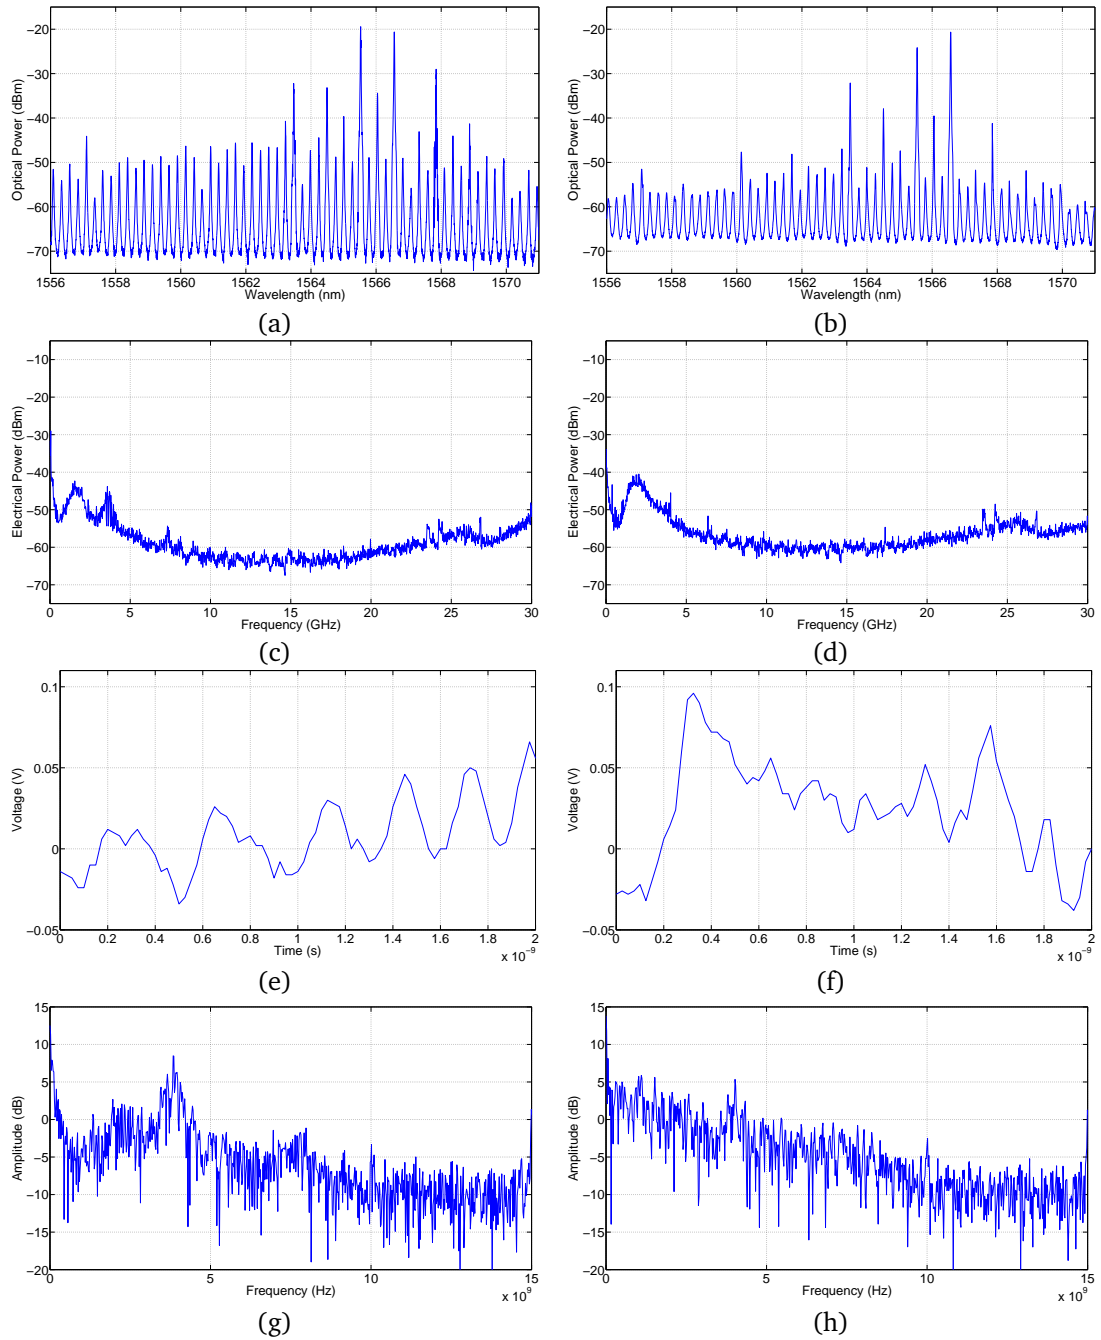 −20
−30
−40
−50
−60
−70
Optical Power (dBm)
1556 1558 1560 1562 1564 1566 1568 1570
Wavelength (nm)
(a)
−20
−30
−40
−50
−60
−70
Optical Power (dBm)
1556 1558 1560 1562 1564 1566 1568 1570
Wavelength (nm)
(b)
−10
−20
−30
−40
−50
−60
−70
Electrical Power (dBm)
0 5 10 15 20 25 30
Frequency (GHz)
(c)
−10
−20
−30
−40
−50
−60
−70
Electrical Power (dBm)
0 5 10 15 20 25 30
Frequency (GHz)
(d)
0.1
0.05
0
−0.05
Voltage (V)
0 0.2 0.4 0.6 0.8 1 1.2 1.4 1.6 1.8 2
Time (s)
x 10⁻⁹
(e)
0.1
0.05
0
−0.05
Voltage (V)
0 0.2 0.4 0.6 0.8 1 1.2 1.4 1.6 1.8 2
Time (s)
x 10⁻⁹
(f)
15
10
5
0
−5
−10
−15
−20
Amplitude (dB)
0 5 10 15
Frequency (Hz)
x 10⁹
(g)
15
10
5
0
−5
−10
−15
−20
Amplitude (dB)
0 5 10 15
Frequency (Hz)
x 10⁹
(h)